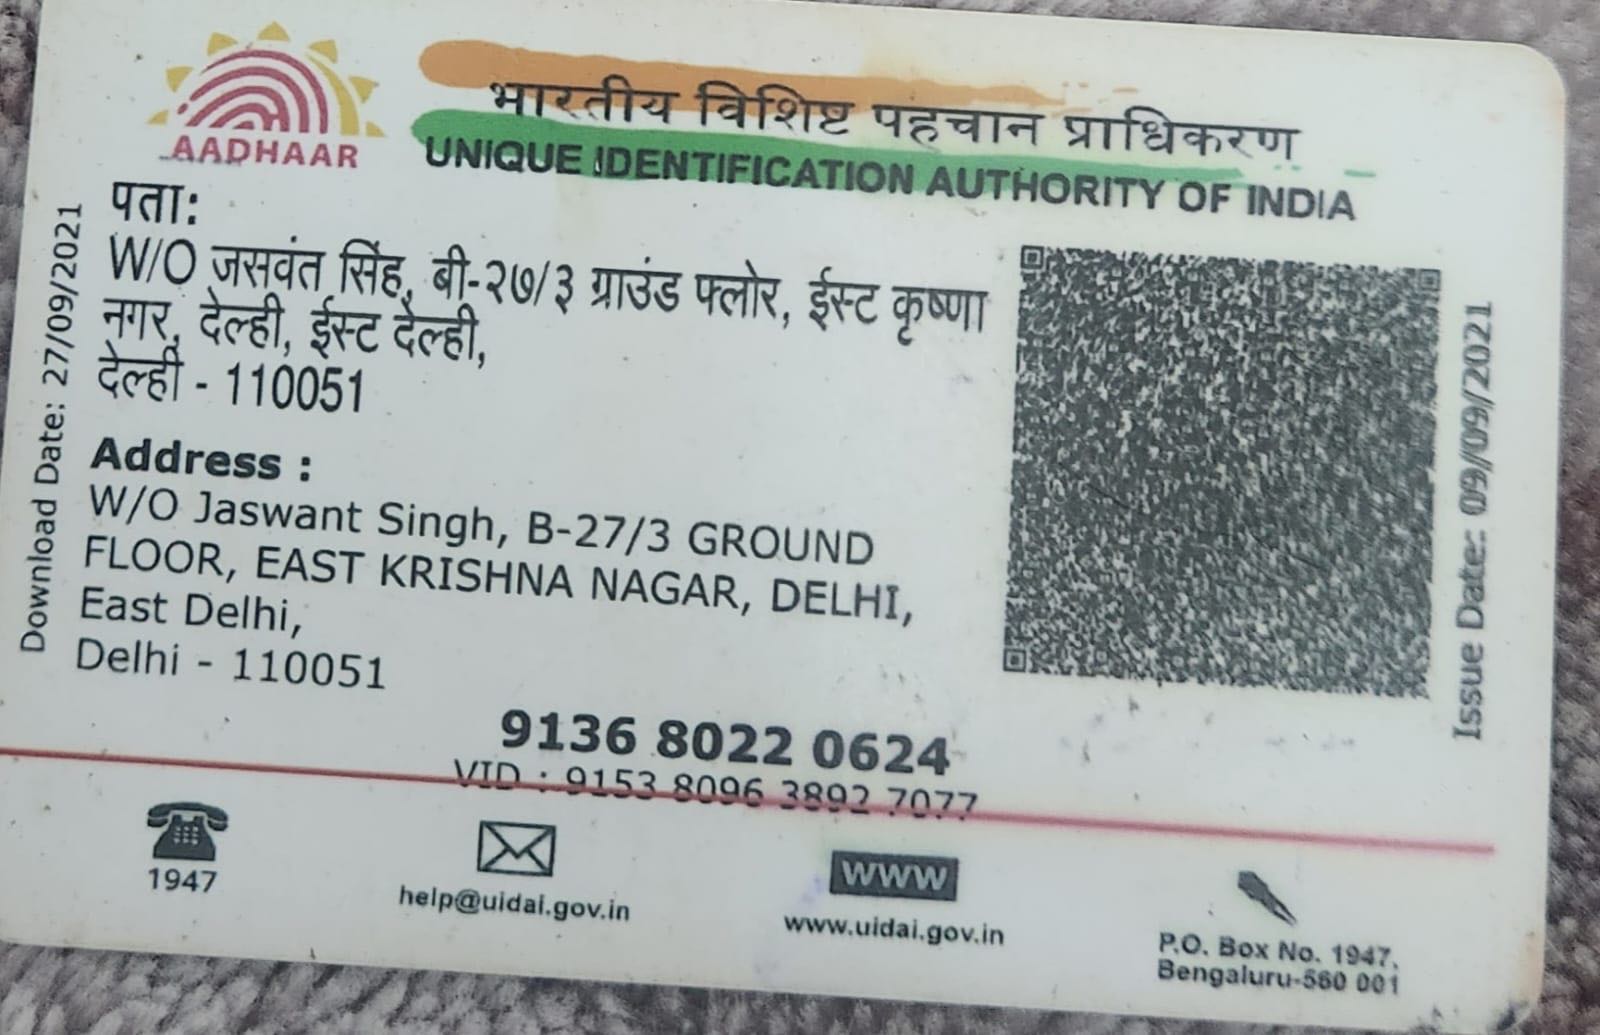 AADHAAR
भारतीय विशिष्ट पहचान प्राधिकरण
UNIQUE IDENTIFICATION AUTHORITY OF INDIA
Download Date: 27/09/2021
पता:
W/O जसवंत सिंह, बी-२७/३ ग्राउंड फ्लोर, ईस्ट कृष्णा
नगर, देल्ही, ईस्ट देल्ही,
देल्ही - 110051
Address :
W/O Jaswant Singh, B-27/3 GROUND
FLOOR, EAST KRISHNA NAGAR, DELHI,
East Delhi,
Delhi - 110051
Issue Date: 09/09/2021
9136 8022 0624
VID : 9153 8096 3892 7077
1947
help@uidai.gov.in
www
www.uidai.gov.in
P.O. Box No. 1947,
Bengaluru-560 001